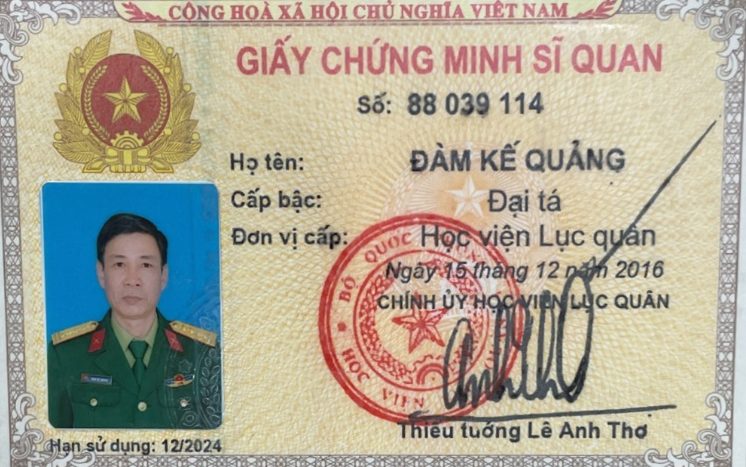 CỘNG HOÀ XÃ HỘI CHỦ NGHĨA VIỆT NAM
GIẤY CHỨNG MINH SĨ QUAN
Số: 88 039 114
Họ tên: ĐÀM KẾ QUẢNG
Cấp bậc: Đại tá
Đơn vị cấp: Học viện Lục quân
Ngày 15 tháng 12 năm 2016
CHÍNH ỦY HỌC VIỆN LỤC QUÂN
BỘ QUỐC
HỌC VIỆN
Thiếu tướng Lê Anh Thơ
Hạn sử dụng: 12/2024